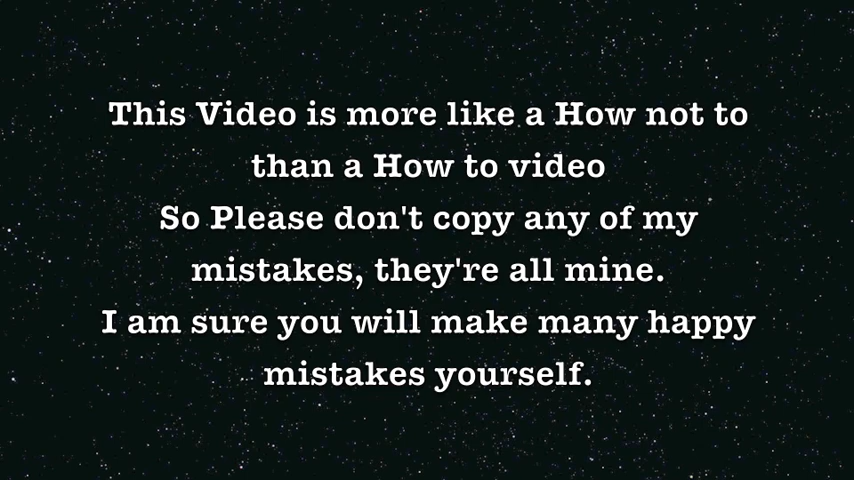 This Video is more like a How not to
than a How to video
So Please don't copy any of my
mistakes, they're all mine.
I am sure you will make many happy
mistakes yourself.